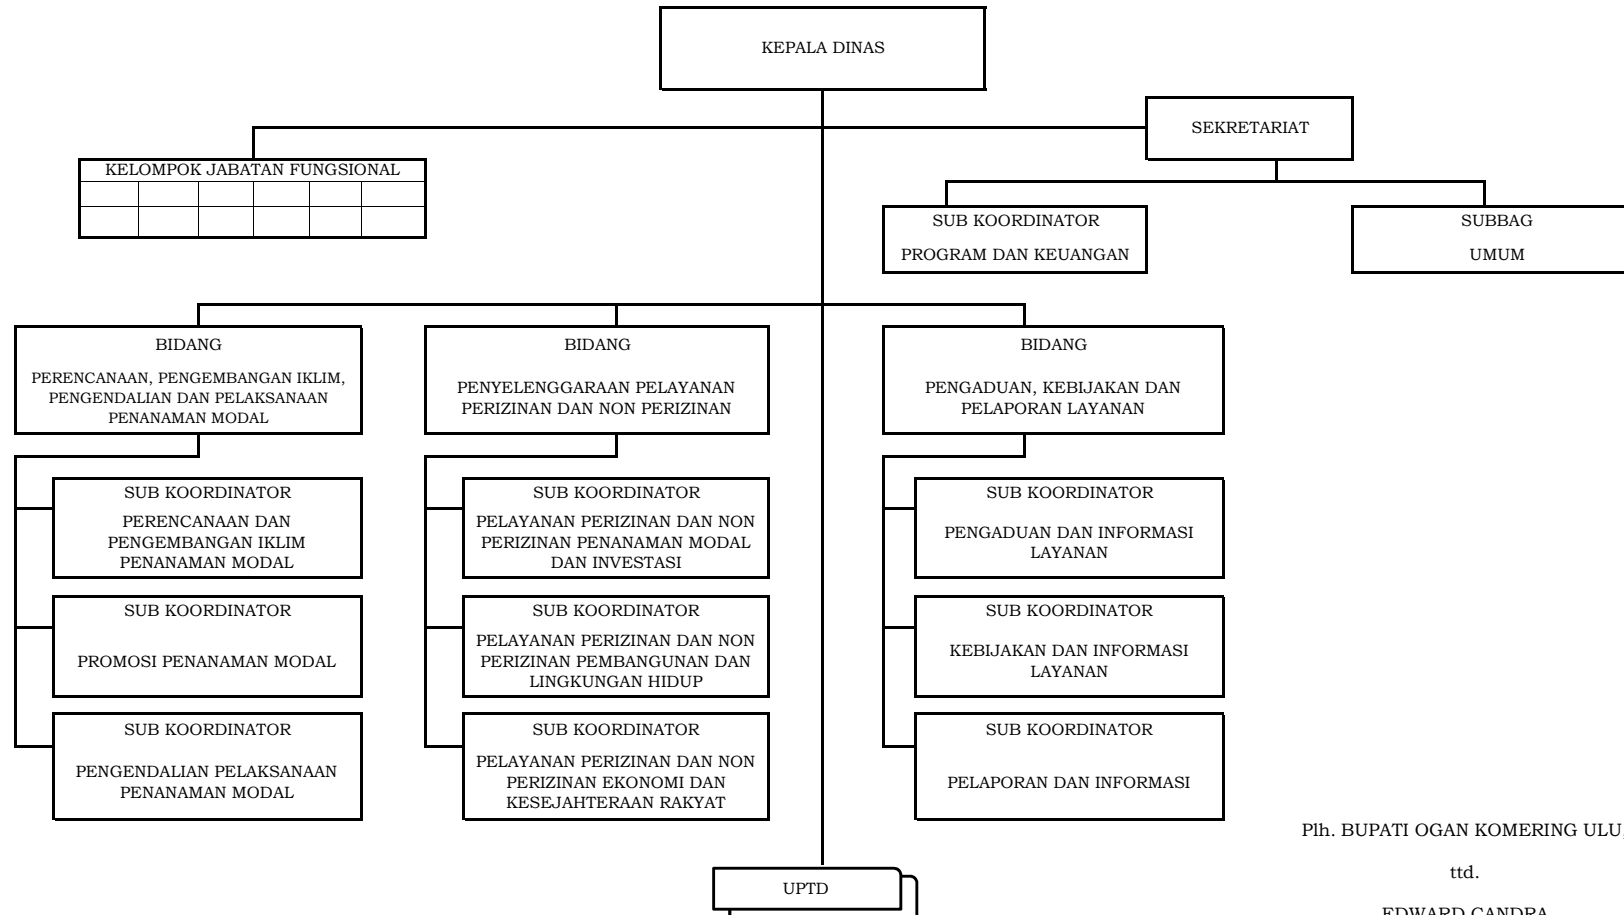 KEPALA DINAS
SEKRETARIAT
KELOMPOK JABATAN FUNGSIONAL
SUB KOORDINATOR
PROGRAM DAN KEUANGAN
SUBBAG
UMUM
BIDANG
PERENCANAAN, PENGEMBANGAN IKLIM,
PENGENDALIAN DAN PELAKSANAAN
PENANAMAN MODAL
BIDANG
PENYELENGGARAAN PELAYANAN
PERIZINAN DAN NON PERIZINAN
BIDANG
PENGADUAN, KEBIJAKAN DAN
PELAPORAN LAYANAN
SUB KOORDINATOR
PERENCANAAN DAN
PENGEMBANGAN IKLIM
PENANAMAN MODAL
SUB KOORDINATOR
PELAYANAN PERIZINAN DAN NON
PERIZINAN PENANAMAN MODAL
DAN INVESTASI
SUB KOORDINATOR
PENGADUAN DAN INFORMASI
LAYANAN
SUB KOORDINATOR
PROMOSI PENANAMAN MODAL
SUB KOORDINATOR
PELAYANAN PERIZINAN DAN NON
PERIZINAN PEMBANGUNAN DAN
LINGKUNGAN HIDUP
SUB KOORDINATOR
KEBIJAKAN DAN INFORMASI
LAYANAN
SUB KOORDINATOR
PENGENDALIAN PELAKSANAAN
PENANAMAN MODAL
SUB KOORDINATOR
PELAYANAN PERIZINAN DAN NON
PERIZINAN EKONOMI DAN
KESEJAHTERAAN RAKYAT
SUB KOORDINATOR
PELAPORAN DAN INFORMASI
Plh. BUPATI OGAN KOMERING ULU,
ttd.
EDWARD CANDRA
UPTD